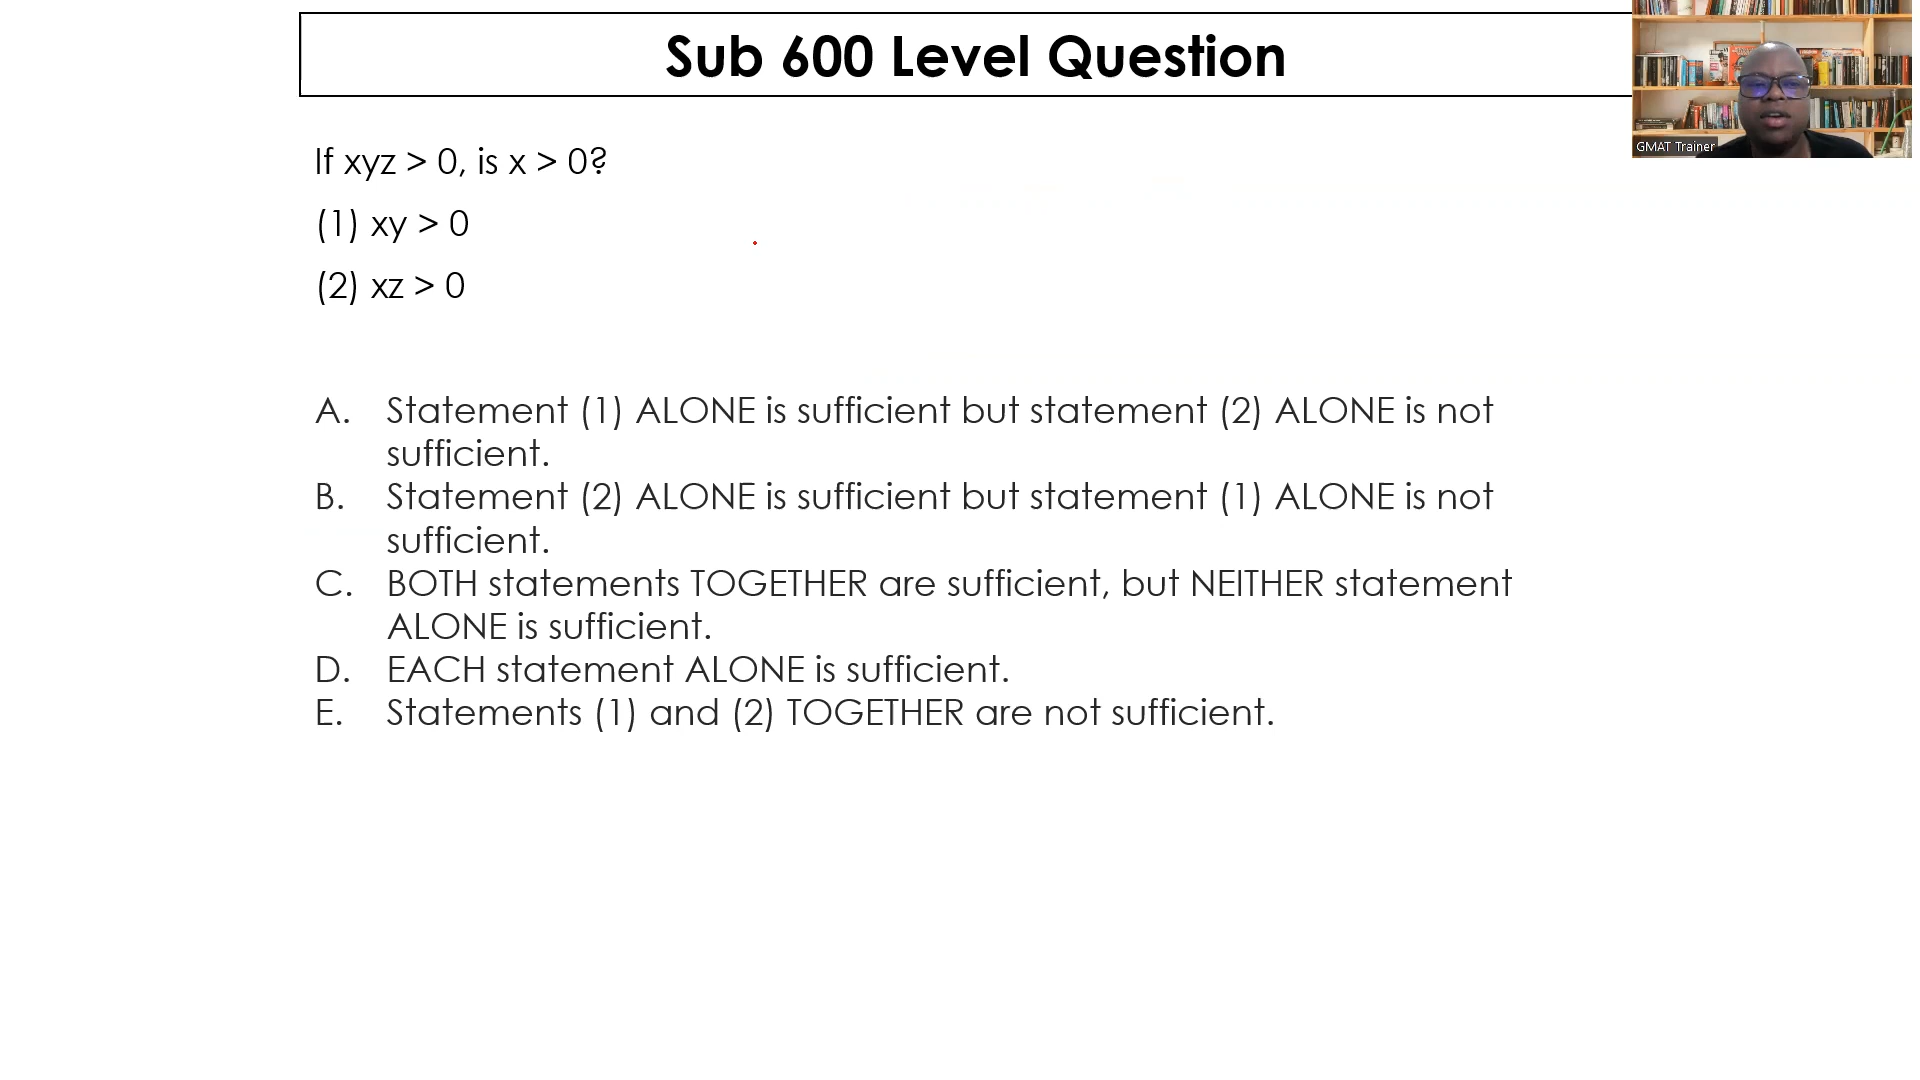 Sub 600 Level Question
GMAT Trainer
If xyz > 0, is x > 0?
(1) xy > 0
(2) xz > 0
A. Statement (1) ALONE is sufficient but statement (2) ALONE is not
sufficient.
B. Statement (2) ALONE is sufficient but statement (1) ALONE is not
sufficient.
C. BOTH statements TOGETHER are sufficient, but NEITHER statement
ALONE is sufficient.
D. EACH statement ALONE is sufficient.
E. Statements (1) and (2) TOGETHER are not sufficient.